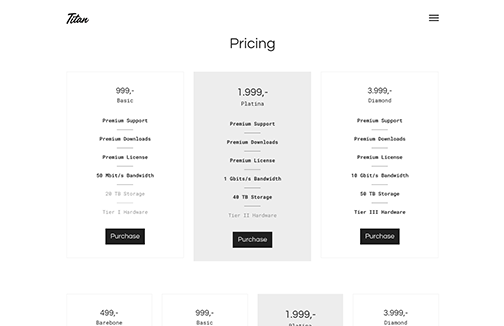 Titan
Pricing
999,-
Basic
Premium Support
Premium Downloads
Premium License
50 Mbit/s Bandwidth
20 TB Storage
Tier I Hardware
Purchase
1.999,-
Platina
Premium Support
Premium Downloads
Premium License
1 Gbits/s Bandwidth
40 TB Storage
Tier II Hardware
Purchase
3.999,-
Diamond
Premium Support
Premium Downloads
Premium License
10 Gbit/s Bandwidth
50 TB Storage
Tier III Hardware
Purchase
499,-
Barebone
999,-
Basic
1.999,-
Platina
3.999,-
Diamond